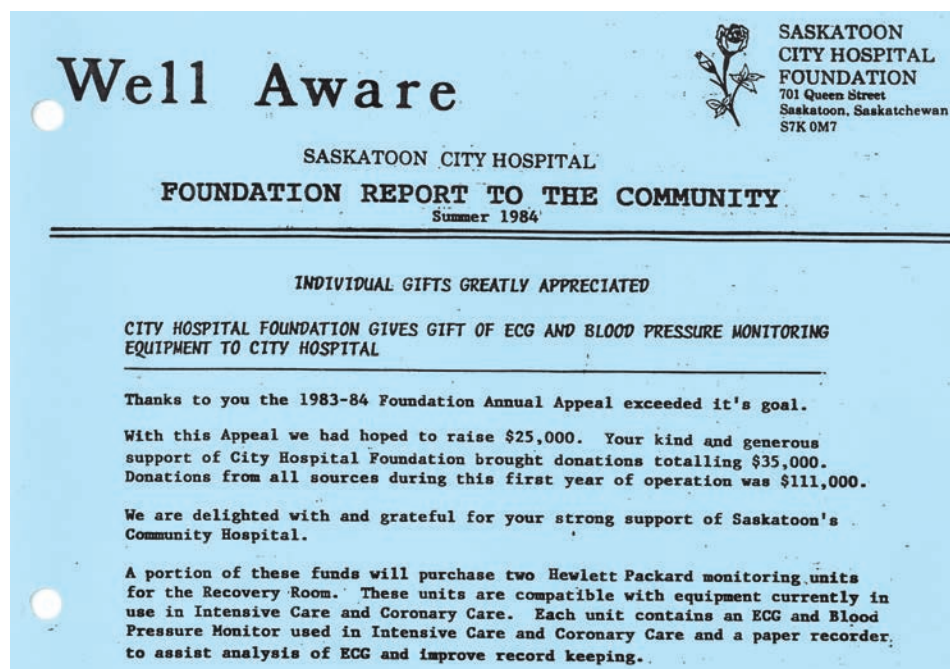 Well Aware
SASKATOON
CITY HOSPITAL
FOUNDATION
701 Queen Street
Saskatoon, Saskatchewan
S7K 0M7
SASKATOON CITY HOSPITAL
FOUNDATION REPORT TO THE COMMUNITY
Summer 1984
INDIVIDUAL GIFTS GREATLY APPRECIATED
CITY HOSPITAL FOUNDATION GIVES GIFT OF ECG AND BLOOD PRESSURE MONITORING
EQUIPMENT TO CITY HOSPITAL
Thanks to you the 1983-84 Foundation Annual Appeal exceeded it's goal.
With this Appeal we had hoped to raise $25,000. Your kind and generous
support of City Hospital Foundation brought donations totalling $35,000.
Donations from all sources during this first year of operation was $111,000.
We are delighted with and grateful for your strong support of Saskatoon's
Community Hospital.
A portion of these funds will purchase two Hewlett Packard monitoring units
for the Recovery Room. These units are compatible with equipment currently in
use in Intensive Care and Coronary Care. Each unit contains an ECG and Blood
Pressure Monitor used in Intensive Care and Coronary Care and a paper recorder
to assist analysis of ECG and improve record keeping.